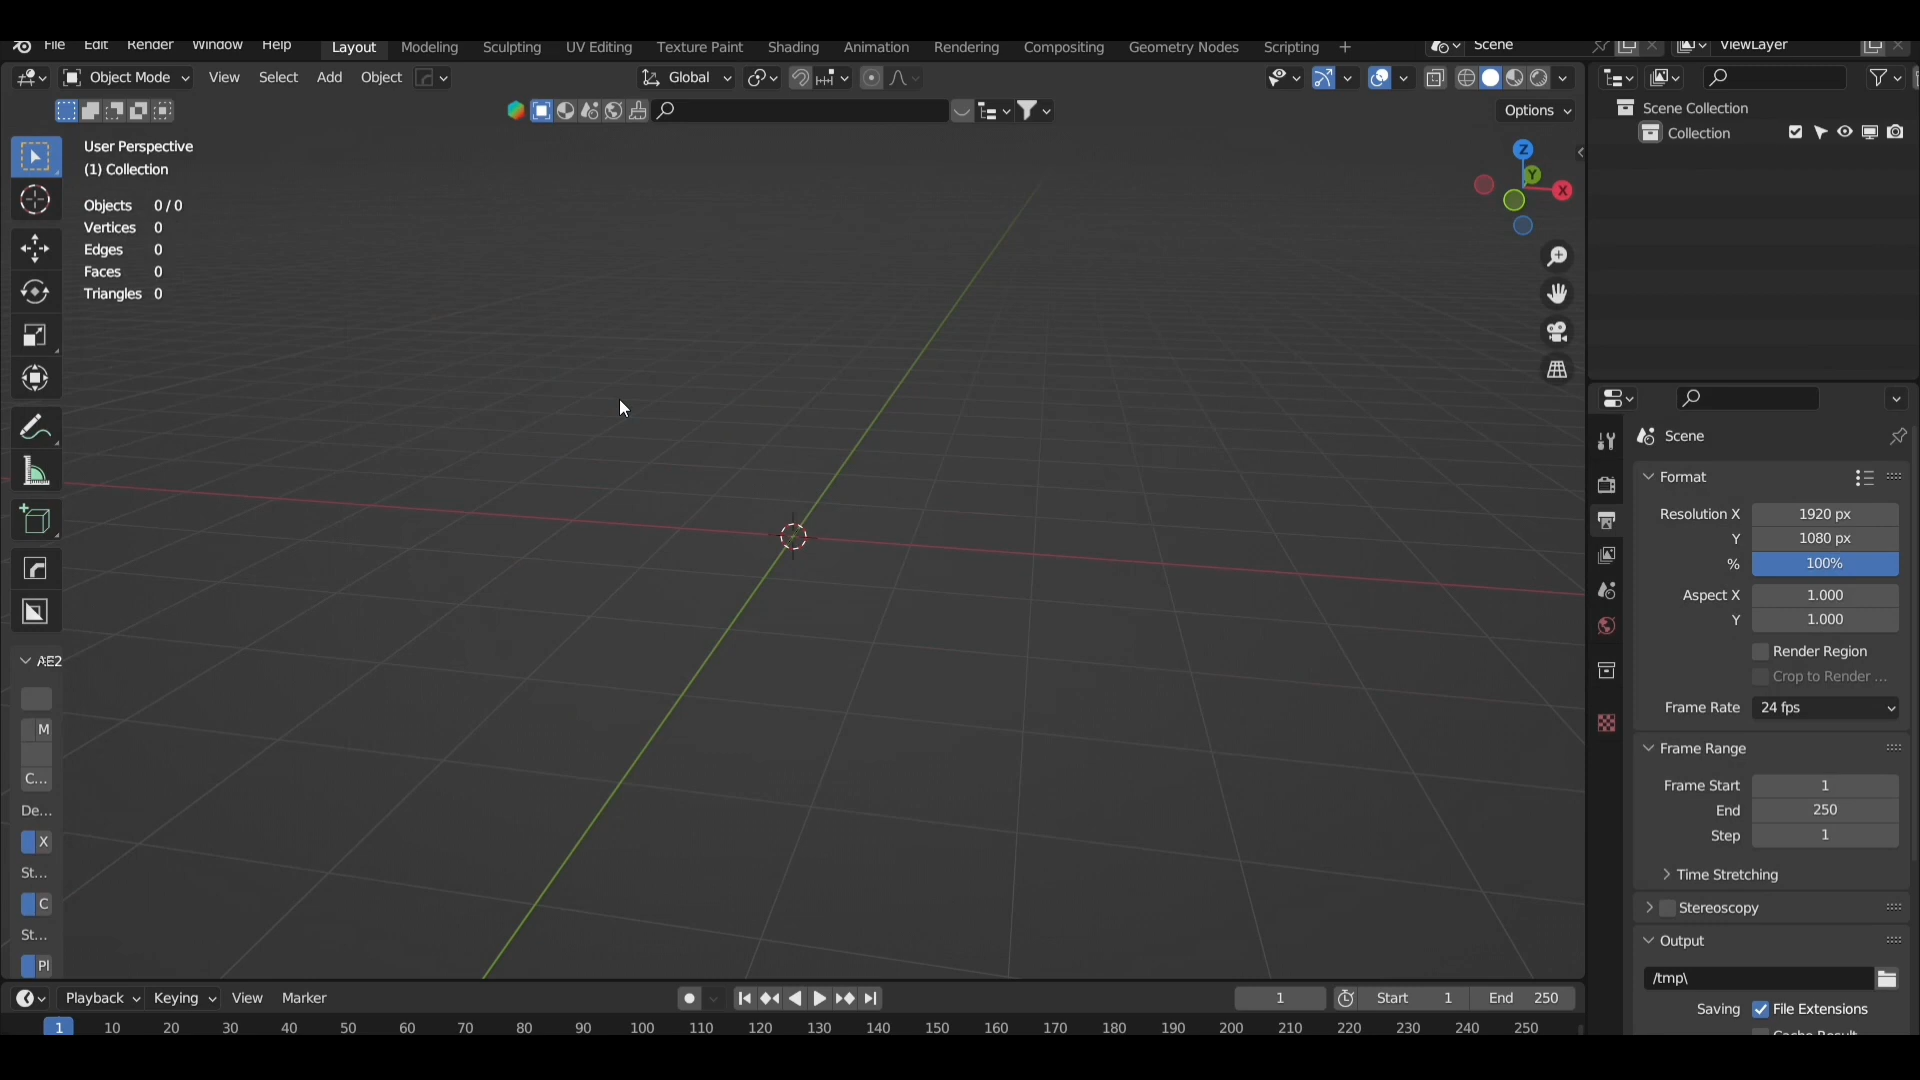 File Edit Render Window Help Layout Modeling Sculpting UV Editing Texture Paint Shading Animation Rendering Compositing Geometry Nodes Scripting + Scene ViewLayer
Object Mode View Select Add Object Global
Options
User Perspective
(1) Collection
Objects 0/0
Vertices 0
Edges 0
Faces 0
Triangles 0
Z
Y
X
AE2
M
C...
De...
X
St...
C
St...
Pl
Scene Collection
Collection
Scene
Format
Resolution X 1920 px
Y 1080 px
% 100%
Aspect X 1.000
Y 1.000
Render Region
Crop to Render ...
Frame Rate 24 fps
Frame Range
Frame Start 1
End 250
Step 1
Time Stretching
Stereoscopy
Output
/tmp\
Saving File Extensions
Cache Result
Playback Keying View Marker 1 Start 1 End 250
1 10 20 30 40 50 60 70 80 90 100 110 120 130 140 150 160 170 180 190 200 210 220 230 240 250